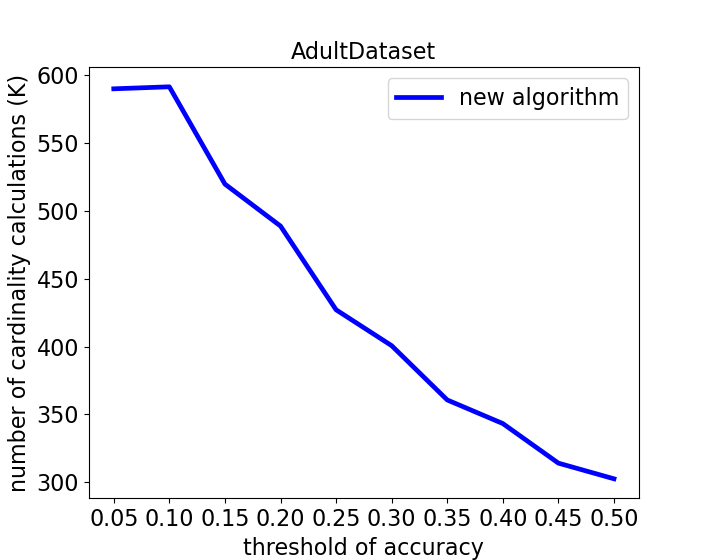 AdultDataset
new algorithm
number of cardinality calculations (K)
600
550
500
450
400
350
300
0.05 0.10 0.15 0.20 0.25 0.30 0.35 0.40 0.45 0.50
threshold of accuracy